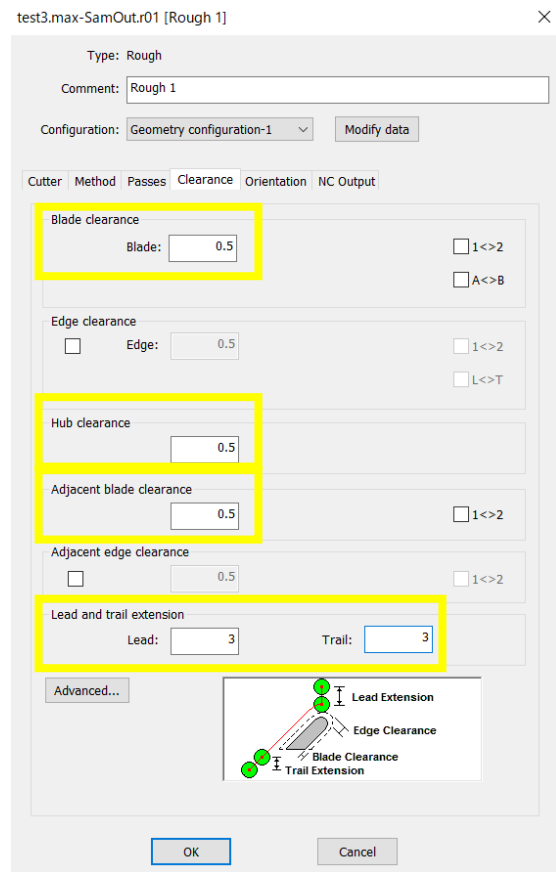 test3.max-SamOut.r01 [Rough 1]
Type: Rough
Comment: Rough 1
Configuration: Geometry configuration-1 Modify data
Cutter Method Passes Clearance Orientation NC Output
Blade clearance
Blade: 0.5 1<>2
A<>B
Edge clearance
Edge: 0.5 1<>2
L<>T
Hub clearance
0.5
Adjacent blade clearance
0.5 1<>2
Adjacent edge clearance
0.5 1<>2
Lead and trail extension
Lead: 3 Trail: 3
Advanced...
Lead Extension
Edge Clearance
Blade Clearance
Trail Extension
OK Cancel